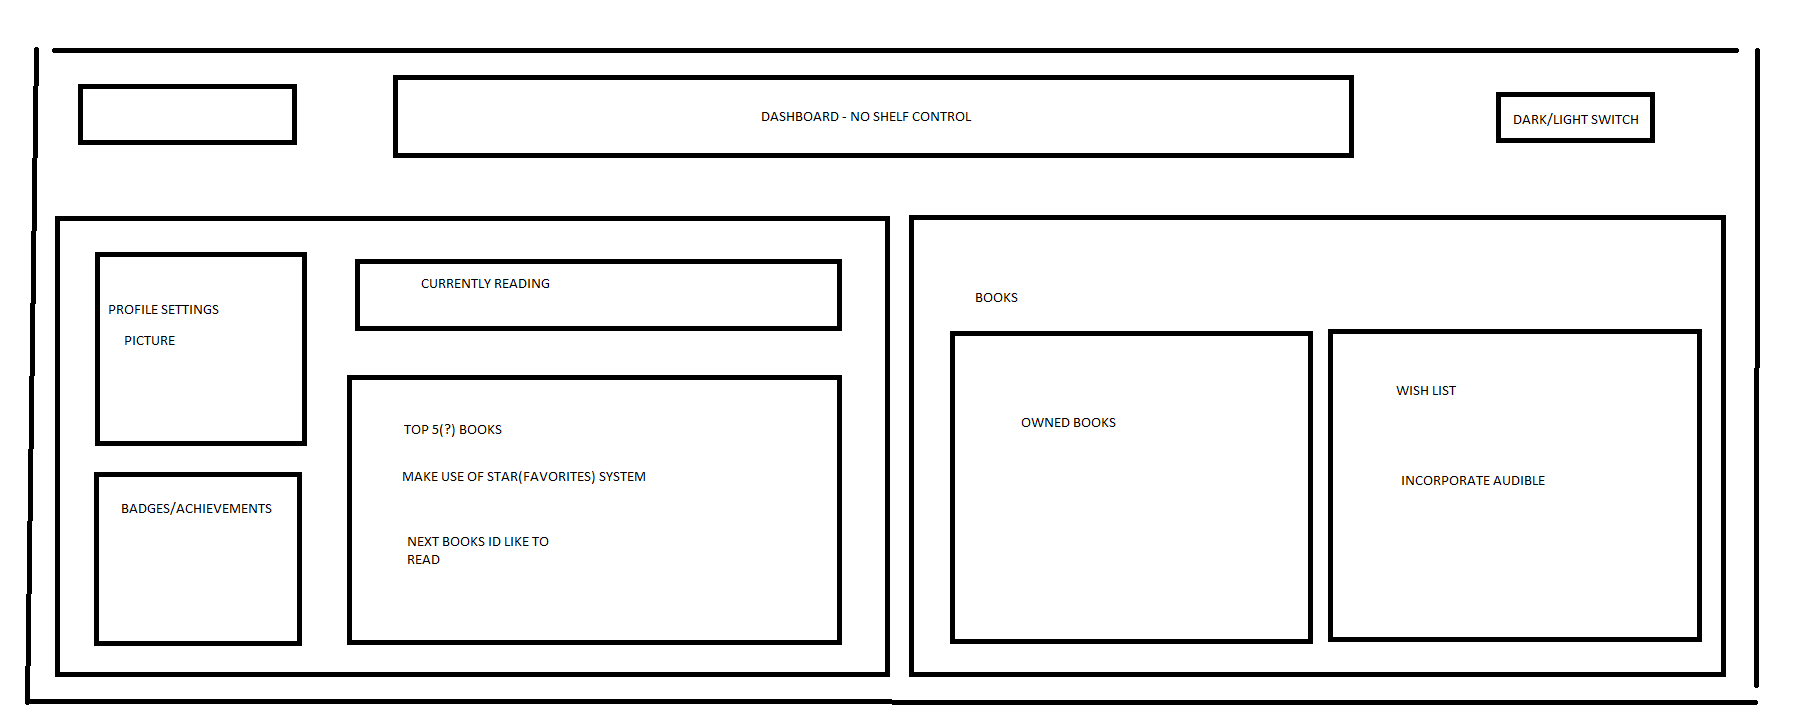 DASHBOARD - NO SHELF CONTROL
DARK/LIGHT SWITCH
PROFILE SETTINGS
PICTURE
BADGES/ACHIEVEMENTS
CURRENTLY READING
TOP 5(?) BOOKS
MAKE USE OF STAR(FAVORITES) SYSTEM
NEXT BOOKS ID LIKE TO
READ
BOOKS
OWNED BOOKS
WISH LIST
INCORPORATE AUDIBLE